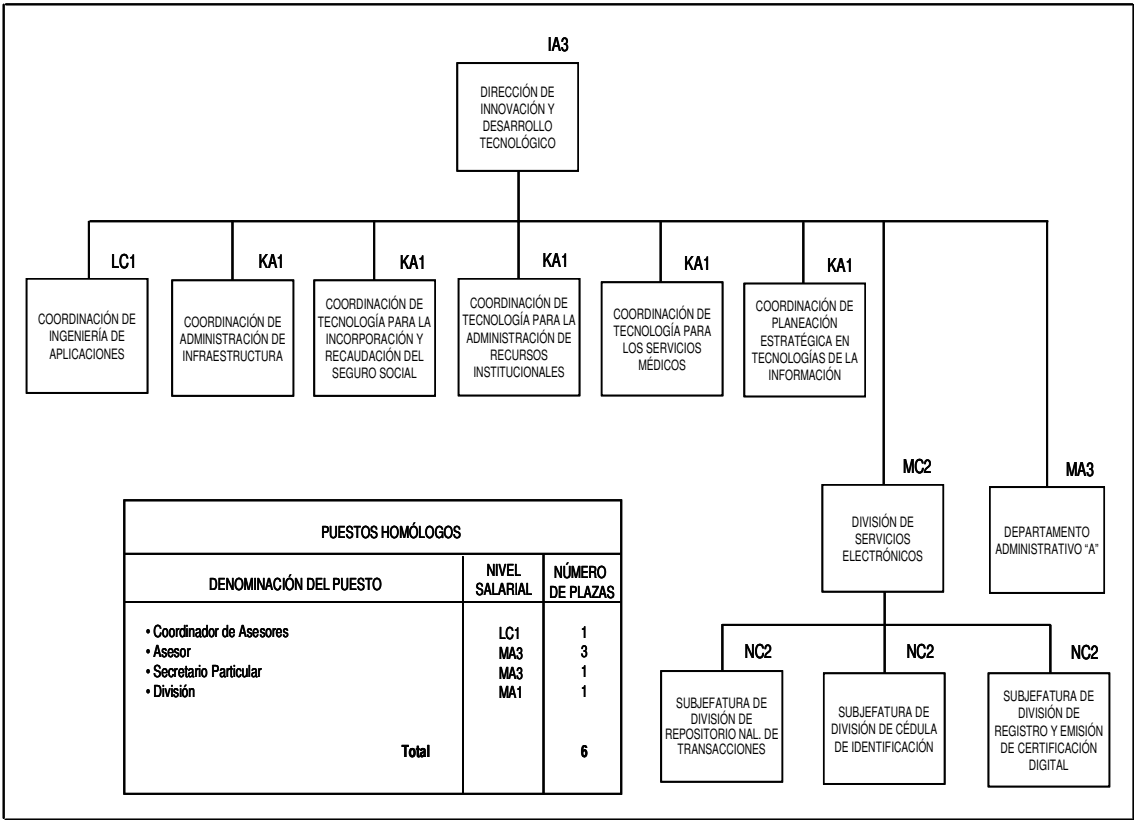 IA3
DIRECCIÓN DE
INNOVACIÓN Y
DESARROLLO
TECNOLÓGICO
LC1
COORDINACIÓN DE
INGENIERÍA DE
APLICACIONES
KA1
COORDINACIÓN DE
ADMINISTRACIÓN DE
INFRAESTRUCTURA
KA1
COORDINACIÓN DE
TECNOLOGÍA PARA LA
INCORPORACIÓN Y
RECAUDACIÓN DEL
SEGURO SOCIAL
KA1
COORDINACIÓN DE
TECNOLOGÍA PARA LA
ADMINISTRACIÓN DE
RECURSOS
INSTITUCIONALES
KA1
COORDINACIÓN DE
TECNOLOGÍA PARA
LOS SERVICIOS
MÉDICOS
KA1
COORDINACIÓN DE
PLANEACIÓN
ESTRATÉGICA EN
TECNOLOGÍAS DE LA
INFORMACIÓN
MC2
DIVISIÓN DE
SERVICIOS
ELECTRÓNICOS
MA3
DEPARTAMENTO
ADMINISTRATIVO “A”
NC2
SUBJEFATURA DE
DIVISIÓN DE
REPOSITORIO NAL. DE
TRANSACCIONES
NC2
SUBJEFATURA DE
DIVISIÓN DE CÉDULA
DE IDENTIFICACIÓN
NC2
SUBJEFATURA DE
DIVISIÓN DE
REGISTRO Y EMISIÓN
DE CERTIFICACIÓN
DIGITAL
PUESTOS HOMÓLOGOS
DENOMINACIÓN DEL PUESTO NIVEL SALARIAL NÚMERO DE PLAZAS
• Coordinador de Asesores LC1 1
• Asesor MA3 3
• Secretario Particular MA3 1
• División MA1 1
Total 6